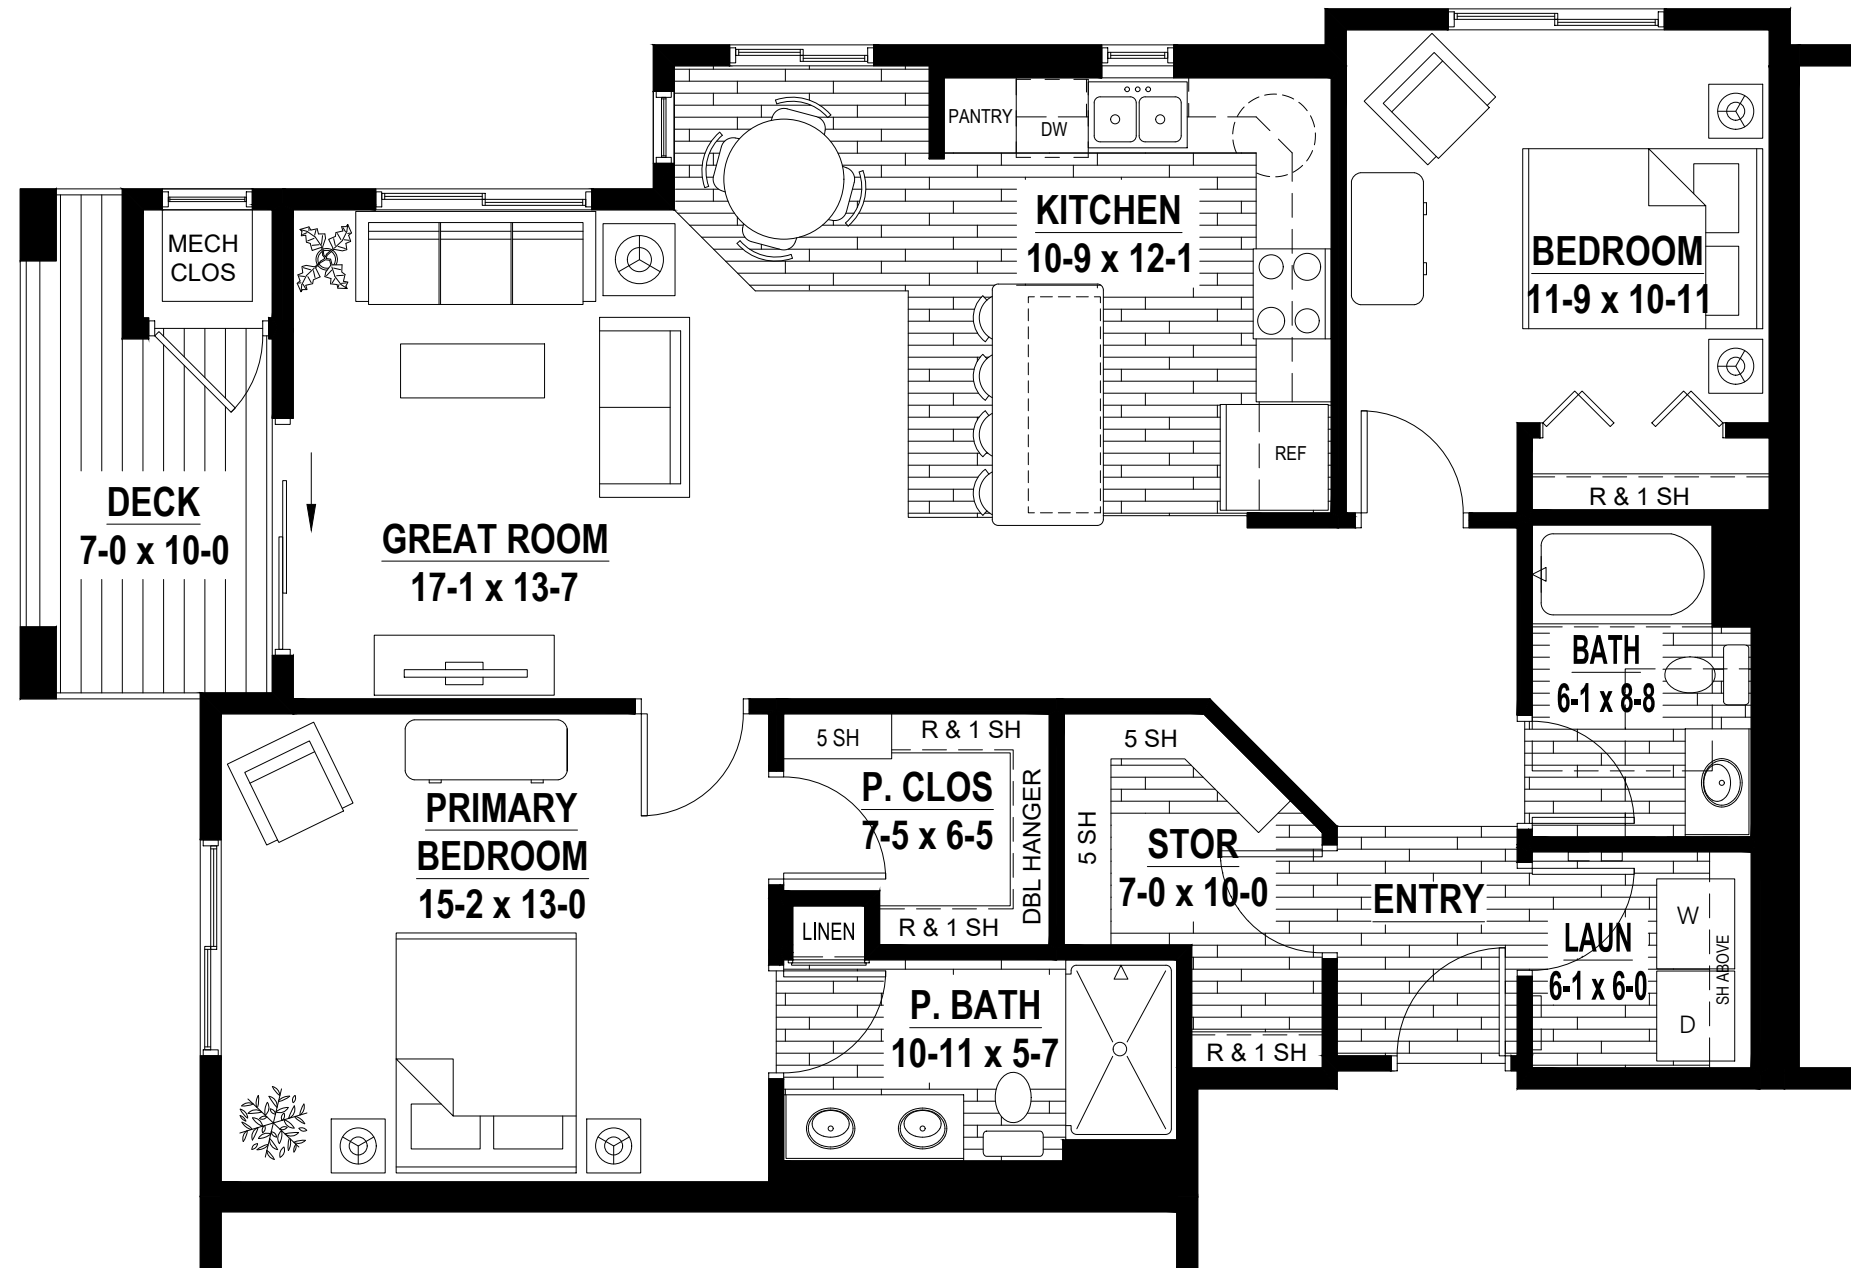 PANTRY
DW
KITCHEN
10-9 x 12-1
BEDROOM
11-9 x 10-11
MECH
CLOS
REF
R & 1 SH
DECK
7-0 x 10-0
GREAT ROOM
17-1 x 13-7
BATH
6-1 x 8-8
5 SH
R & 1 SH
P. CLOS
7-5 x 6-5
DBL HANGER
R & 1 SH
LINEN
PRIMARY
BEDROOM
15-2 x 13-0
5 SH
5 SH
STOR
7-0 x 10-0
ENTRY
LAUN
6-1 x 6-0
W
D
SH ABOVE
P. BATH
10-11 x 5-7
R & 1 SH